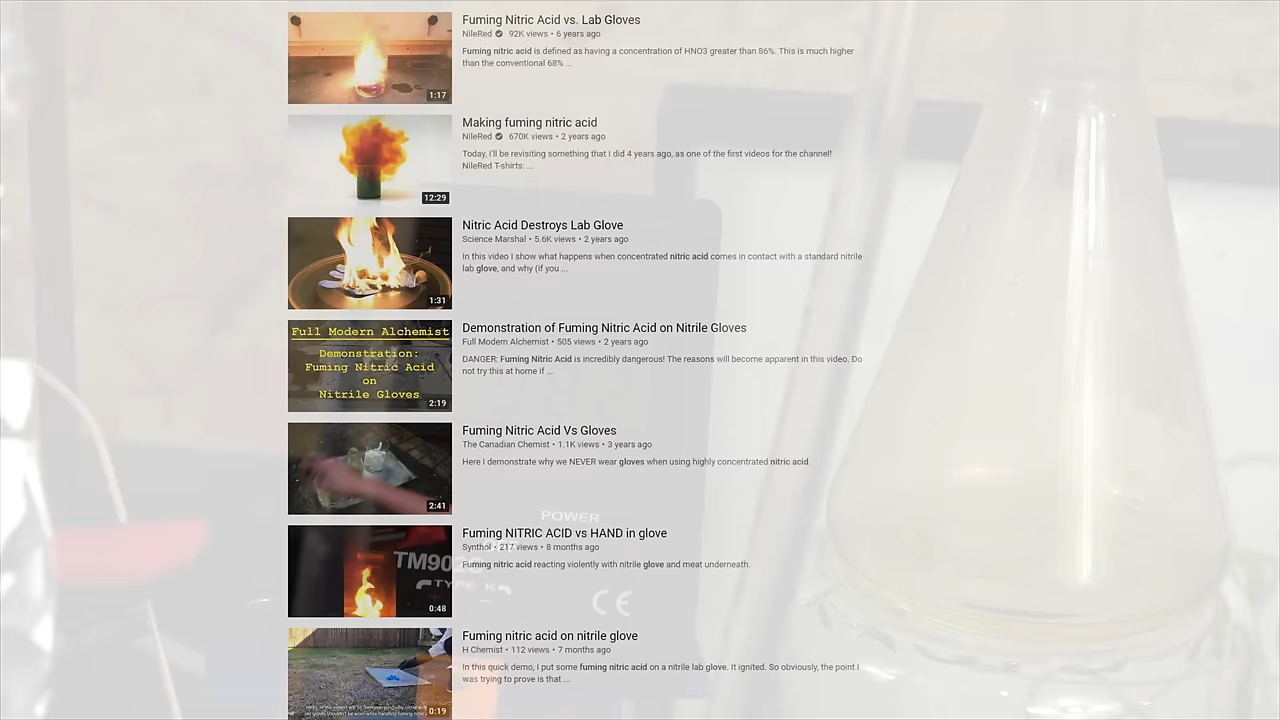 Fuming Nitric Acid vs. Lab Gloves
NileRed 92K views • 6 years ago
Fuming nitric acid is defined as having a concentration of HNO3 greater than 86%. This is much higher
than the conventional 68% ...
1:17
Making fuming nitric acid
NileRed 670K views • 2 years ago
Today, I'll be revisiting something that I did 4 years ago, as one of the first videos for the channel!
NileRed T-shirts: ...
12:29
Nitric Acid Destroys Lab Glove
Science Marshal • 5.6K views • 2 years ago
In this video I show what happens when concentrated nitric acid comes in contact with a standard nitrile
lab glove, and why (if you ...
1:31
Full Modern Alchemist
Demonstration:
Fuming Nitric Acid
on
Nitrile Gloves
2:19
Demonstration of Fuming Nitric Acid on Nitrile Gloves
Full Modern Alchemist • 505 views • 2 years ago
DANGER: Fuming Nitric Acid is incredibly dangerous! The reasons will become apparent in this video. Do
not try this at home if ...
Fuming Nitric Acid Vs Gloves
The Canadian Chemist • 1.1K views • 3 years ago
Here I demonstrate why we NEVER wear gloves when using highly concentrated nitric acid.
2:41
POWER
Fuming NITRIC ACID vs HAND in glove
Synthol • 217 views • 8 months ago
Fuming nitric acid reacting violently with nitrile glove and meat underneath.
TYPE K
CE
0:48
Fuming nitric acid on nitrile glove
H Chemist • 112 views • 7 months ago
In this quick demo, I put some fuming nitric acid on a nitrile lab glove. It ignited. So obviously, the point I
was trying to prove is that ...
0:19